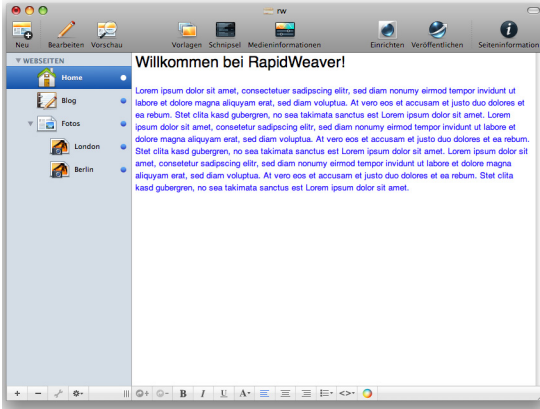 rw
Neu Bearbeiten Vorschau Vorlagen Schnipsel Medieninformationen Einrichten Veröffentlichen Seiteninformation
WEBSEITEN
Home
Blog
Fotos
London
Berlin
Willkommen bei RapidWeaver!
Lorem ipsum dolor sit amet, consectetuer sadipscing elitr, sed diam nonumy eirmod tempor invidunt ut
labore et dolore magna aliquyam erat, sed diam voluptua. At vero eos et accusam et justo duo dolores et
ea rebum. Stet clita kasd gubergren, no sea takimata sanctus est Lorem ipsum dolor sit amet. Lorem
ipsum dolor sit amet, consetetur sadipscing elitr, sed diam nonumy eirmod tempor invidunt ut labore et
dolore magna aliquyam erat, sed diam voluptua. At vero eos et accusam et justo duo dolores et ea rebum.
Stet clita kasd gubergren, no sea takimata sanctus est Lorem ipsum dolor sit amet. Lorem ipsum dolor sit
amet, consetetur sadipscing elitr, sed diam nonumy eirmod tempor invidunt ut labore et dolore magna
aliquyam erat, sed diam voluptua. At vero eos et accusam et justo duo dolores et ea rebum. Stet clita
kasd gubergren, no sea takimata sanctus est Lorem ipsum dolor sit amet.
B I U A